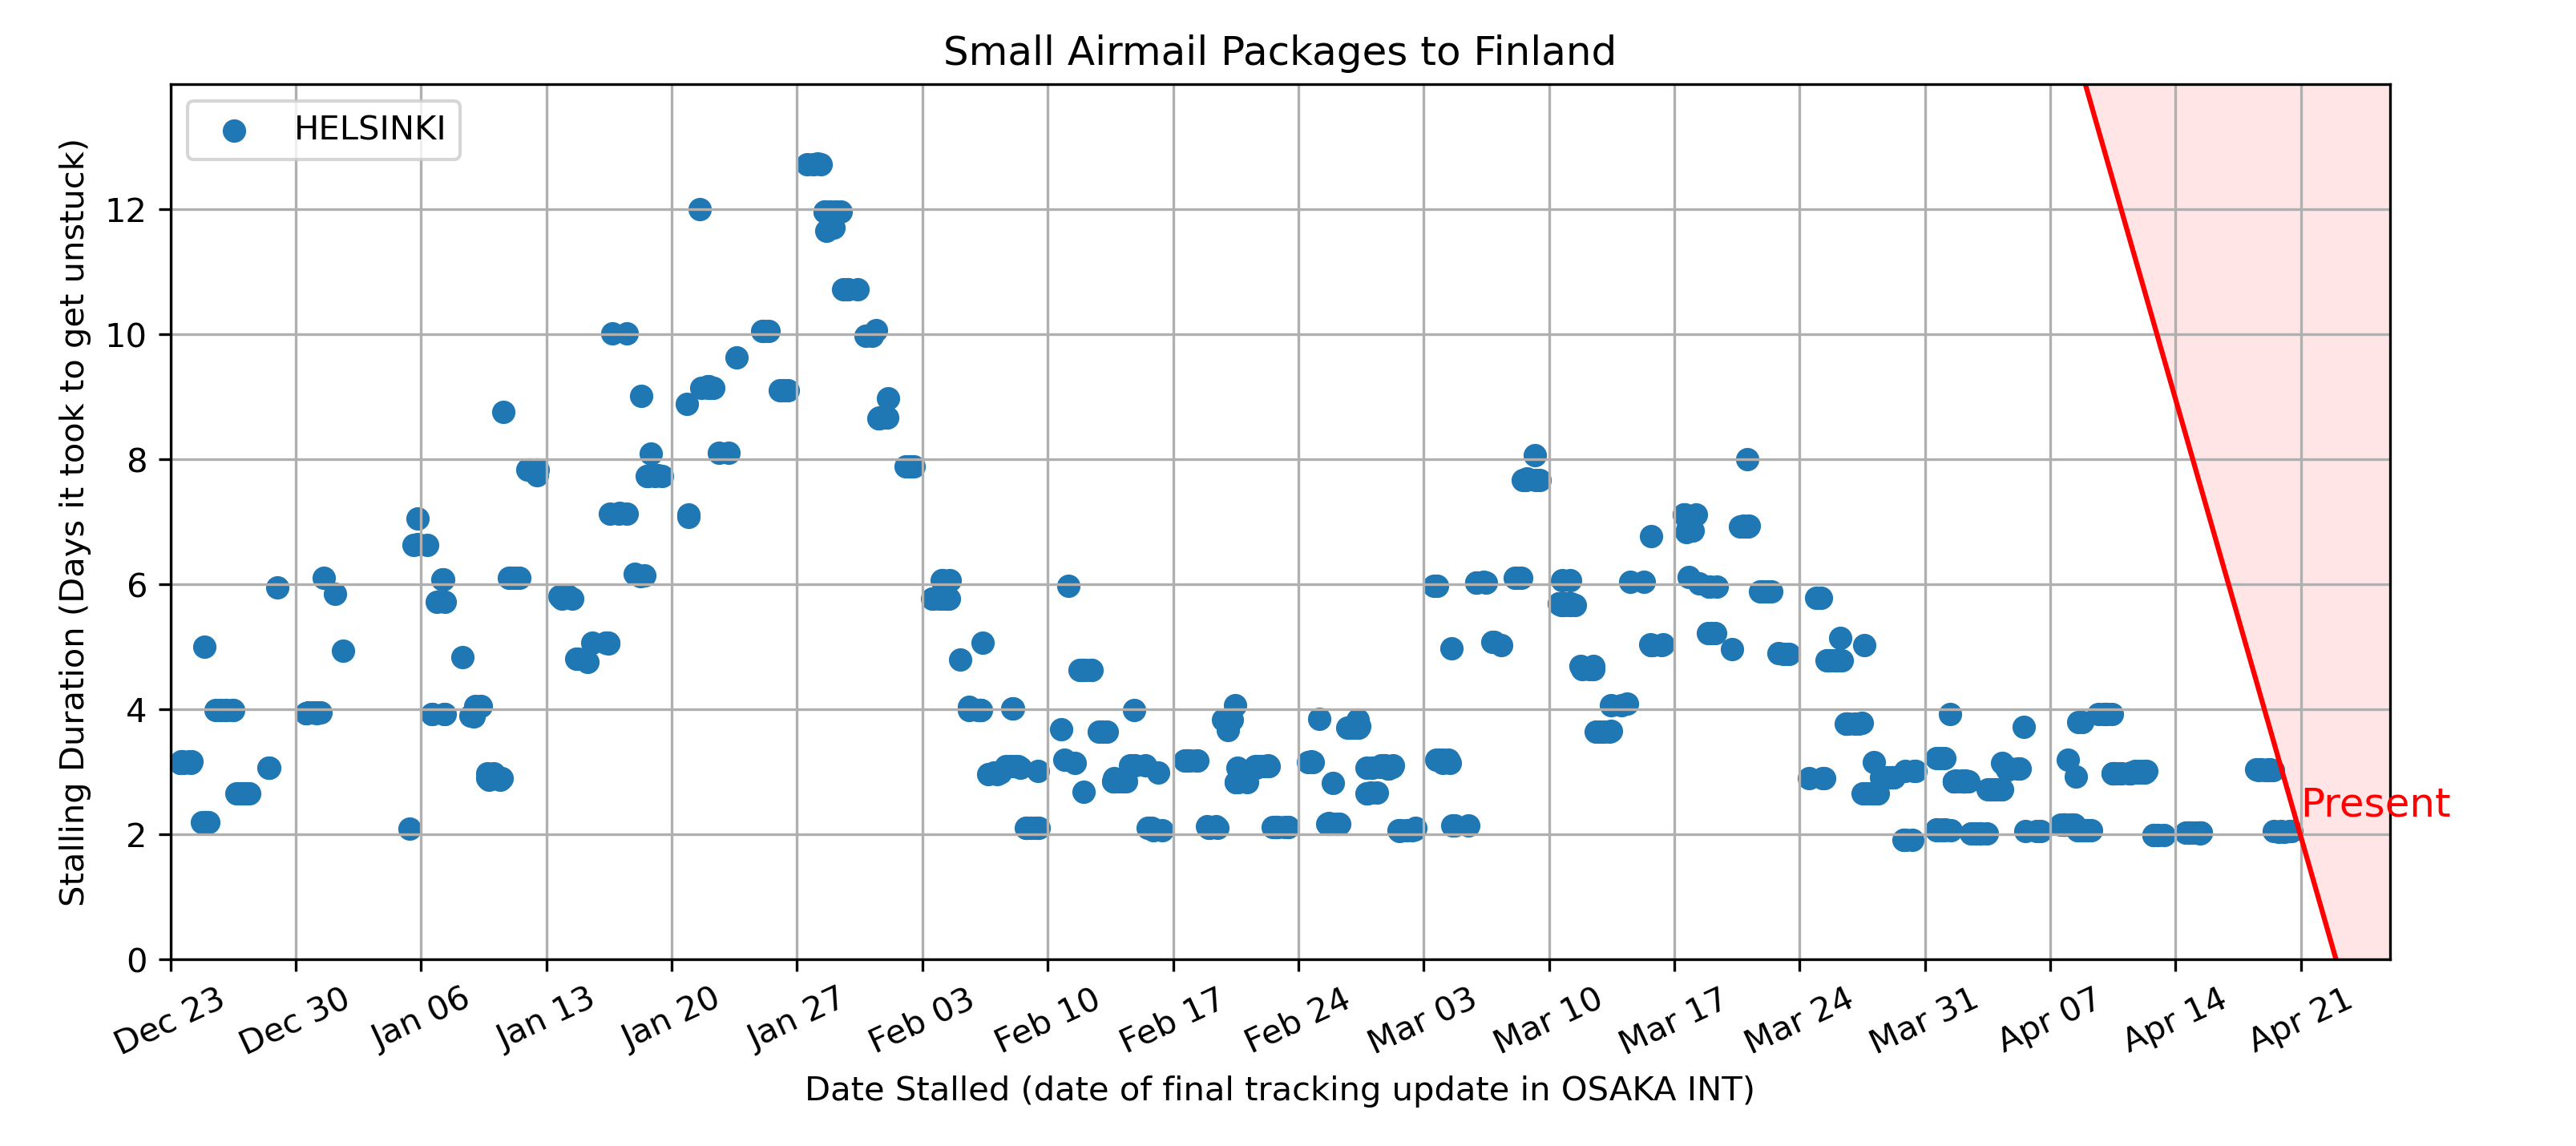 Small Airmail Packages to Finland
HELSINKI
Stalling Duration (Days it took to get unstuck)
12
10
8
6
4
2
0
Present
Dec 23 Dec 30 Jan 06 Jan 13 Jan 20 Jan 27 Feb 03 Feb 10 Feb 17 Feb 24 Mar 03 Mar 10 Mar 17 Mar 24 Mar 31 Apr 07 Apr 14 Apr 21
Date Stalled (date of final tracking update in OSAKA INT)